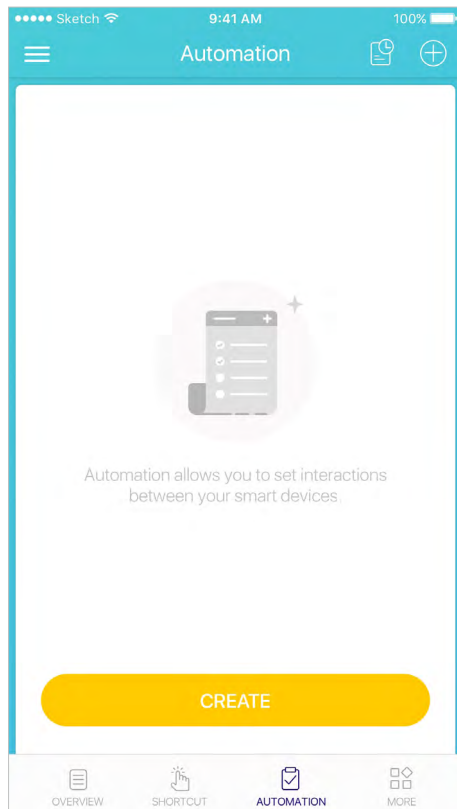 Sketch 9:41 AM 100%
Automation
Automation allows you to set interactions
between your smart devices
CREATE
OVERVIEW SHORTCUT AUTOMATION MORE